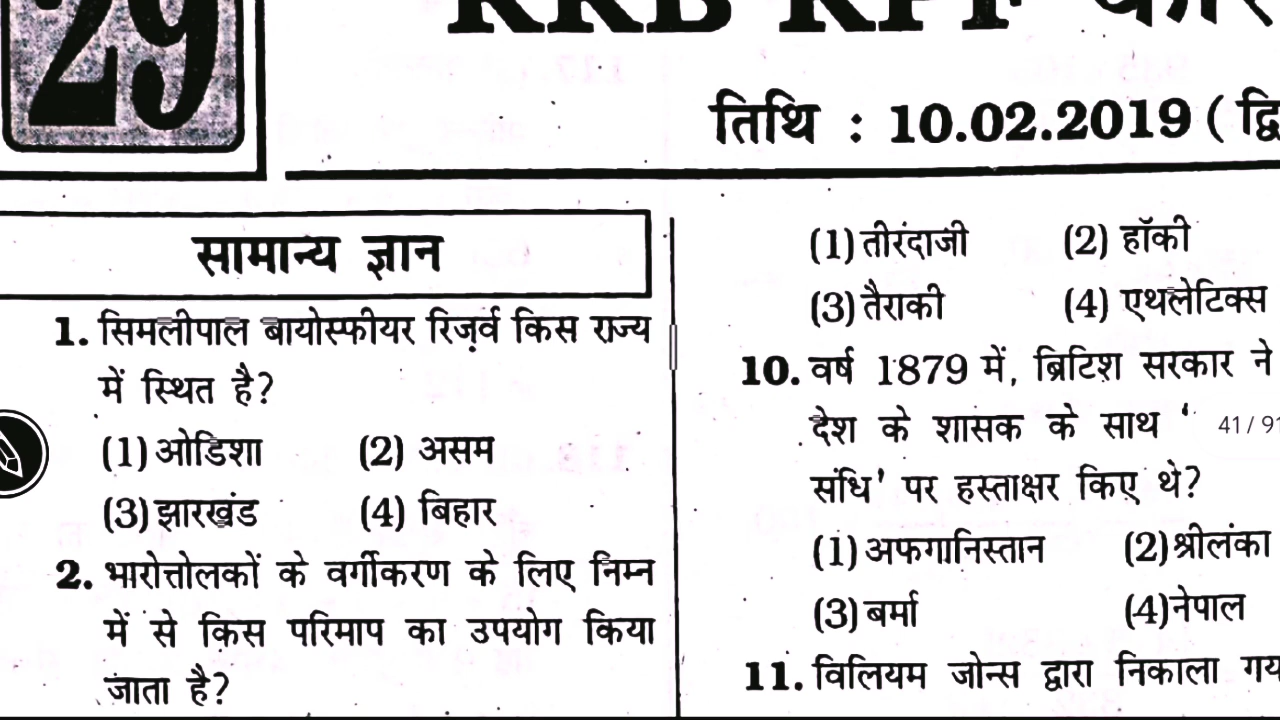 29
RRB RPF
तिथि : 10.02.2019 (
सामान्य ज्ञान
1. सिमलीपाल बायोस्फीयर रिज़र्व किस राज्य
में स्थित है?
(1) ओडिशा (2) असम
(3) झारखंड (4) बिहार
2. भारोत्तोलकों के वर्गीकरण के लिए निम्न
में से किस परिमाप का उपयोग किया
जाता है?
(1) तीरंदाजी (2) हॉकी
(3) तैराकी (4) एथलेटिक्स
10. वर्ष 1879 में, ब्रिटिश सरकार ने
देश के शासक के साथ ‘
संधि’ पर हस्ताक्षर किए थे?
(1) अफगानिस्तान (2) श्रीलंका
(3) बर्मा (4) नेपाल
11. विलियम जोन्स द्वारा निकाला
41 / 91